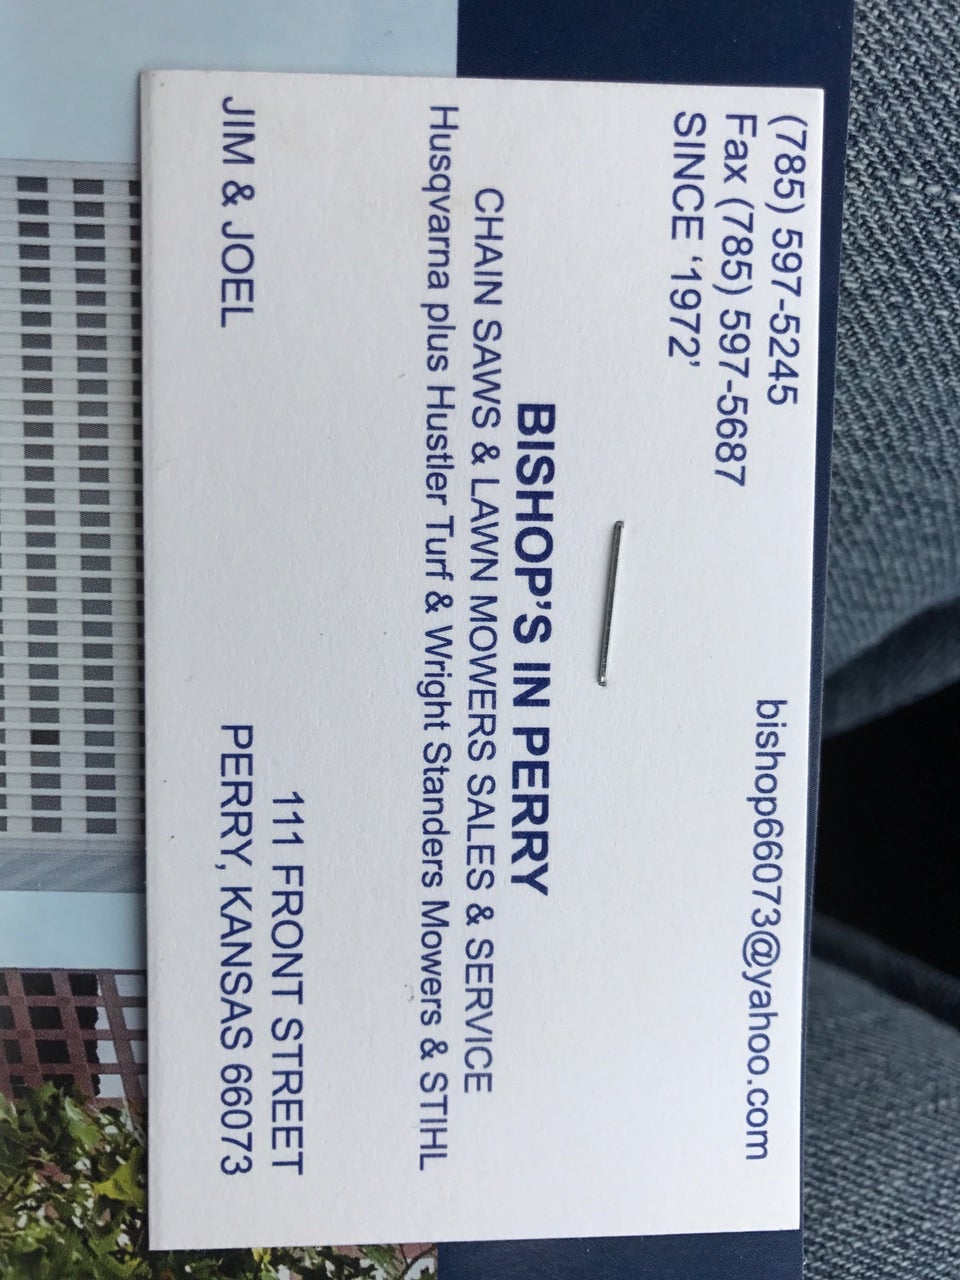 (785) 597-5245
bishop66073@yahoo.com
Fax (785) 597-5687
SINCE '1972'
BISHOP'S IN PERRY
CHAIN SAWS & LAWN MOWERS SALES & SERVICE
Husqvarna plus Hustler Turf & Wright Standers Mowers & STIHL
111 FRONT STREET
JIM & JOEL
PERRY, KANSAS 66073